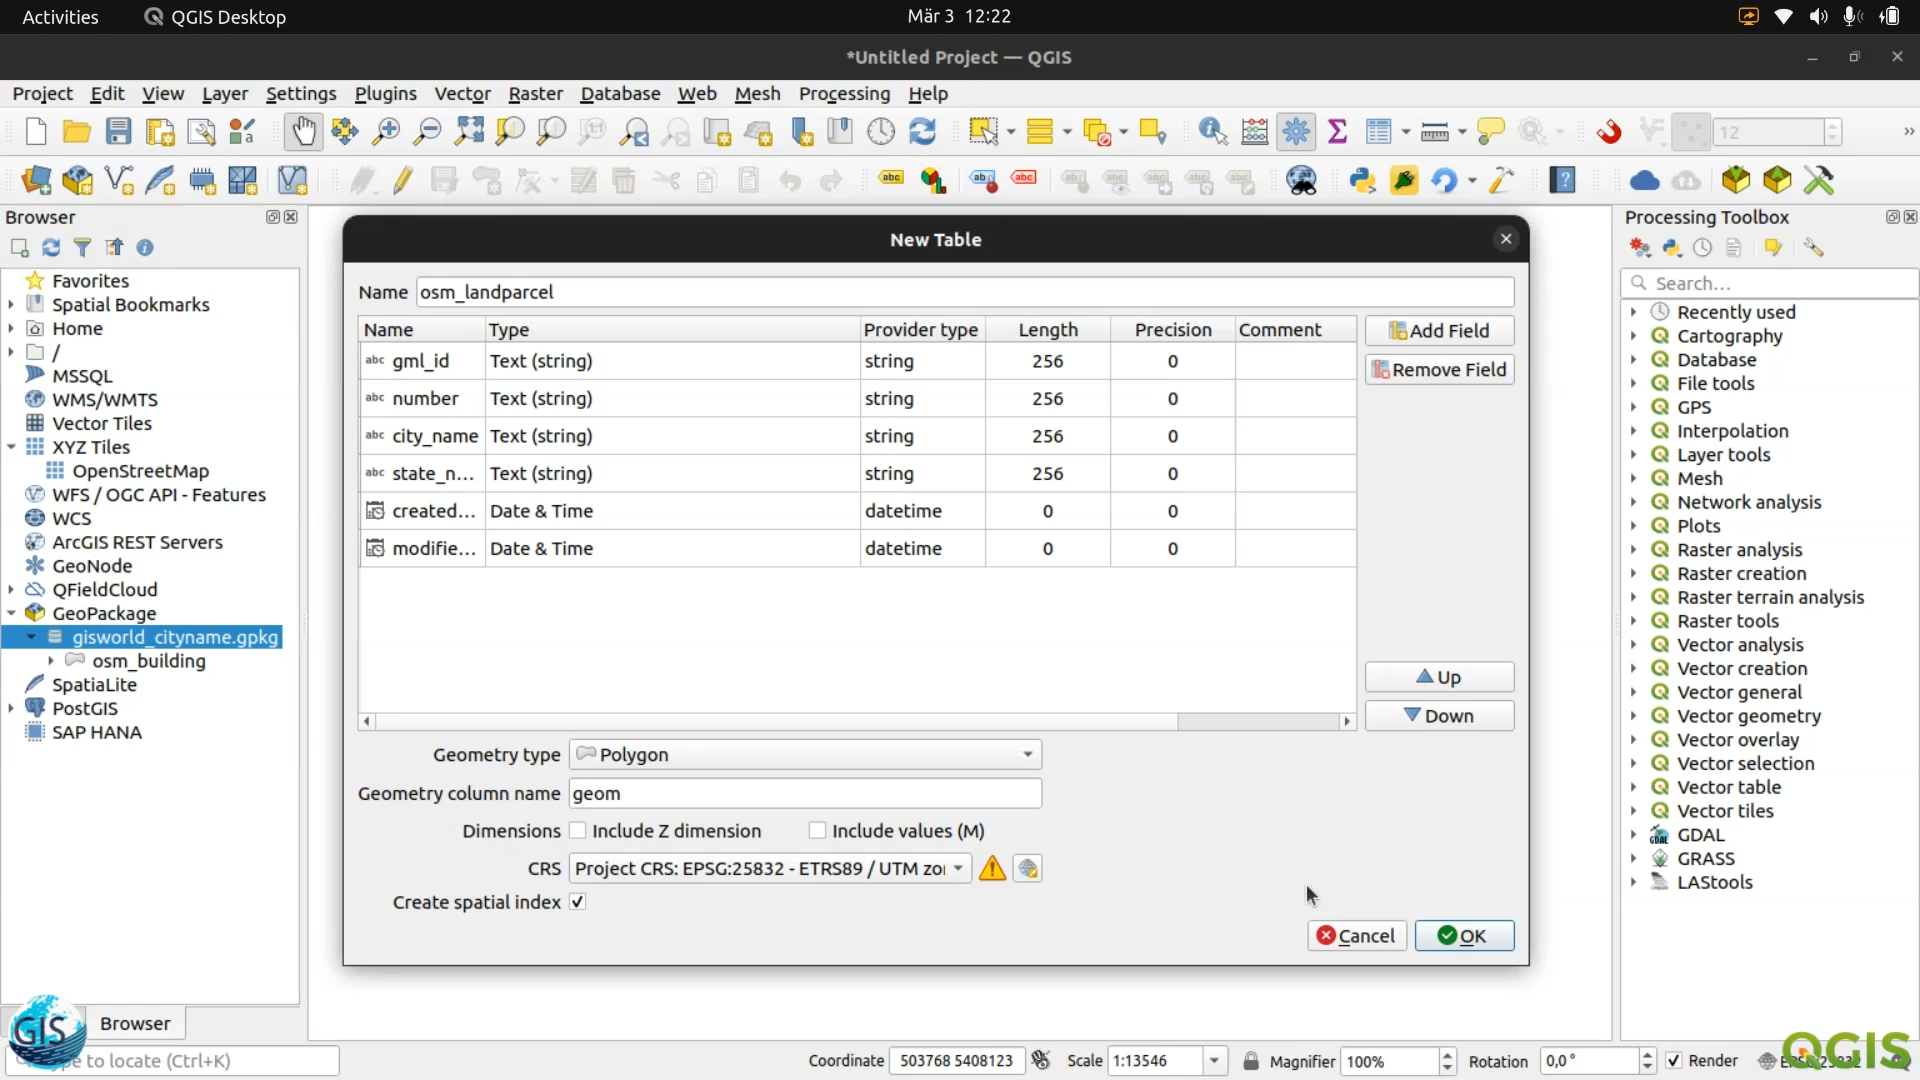 Activities QGIS Desktop Mär 3 12:22
*Untitled Project — QGIS
Project Edit View Layer Settings Plugins Vector Raster Database Web Mesh Processing Help
12
Browser
Favorites
Spatial Bookmarks
Home
/
MSSQL
WMS/WMTS
Vector Tiles
XYZ Tiles
OpenStreetMap
WFS / OGC API - Features
WCS
ArcGIS REST Servers
GeoNode
QFieldCloud
GeoPackage
gisworld_cityname.gpkg
osm_building
SpatiaLite
PostGIS
SAP HANA
Browser
New Table
Name osm_landparcel
Name Type Provider type Length Precision Comment
abc gml_id Text (string) string 256 0
abc number Text (string) string 256 0
abc city_name Text (string) string 256 0
abc state_n... Text (string) string 256 0
created... Date & Time datetime 0 0
modifie... Date & Time datetime 0 0
Add Field
Remove Field
Up
Down
Geometry type Polygon
Geometry column name geom
Dimensions Include Z dimension Include values (M)
CRS Project CRS: EPSG:25832 - ETRS89 / UTM zo
Create spatial index
Cancel OK
Processing Toolbox
Search...
Recently used
Cartography
Database
File tools
GPS
Interpolation
Layer tools
Mesh
Network analysis
Plots
Raster analysis
Raster creation
Raster terrain analysis
Raster tools
Vector analysis
Vector creation
Vector general
Vector geometry
Vector overlay
Vector selection
Vector table
Vector tiles
GDAL
GRASS
LAStools
GIS
QGIS
to locate (Ctrl+K) Coordinate 503768 5408123 Scale 1:13546 Magnifier 100% Rotation 0,0 ° Render